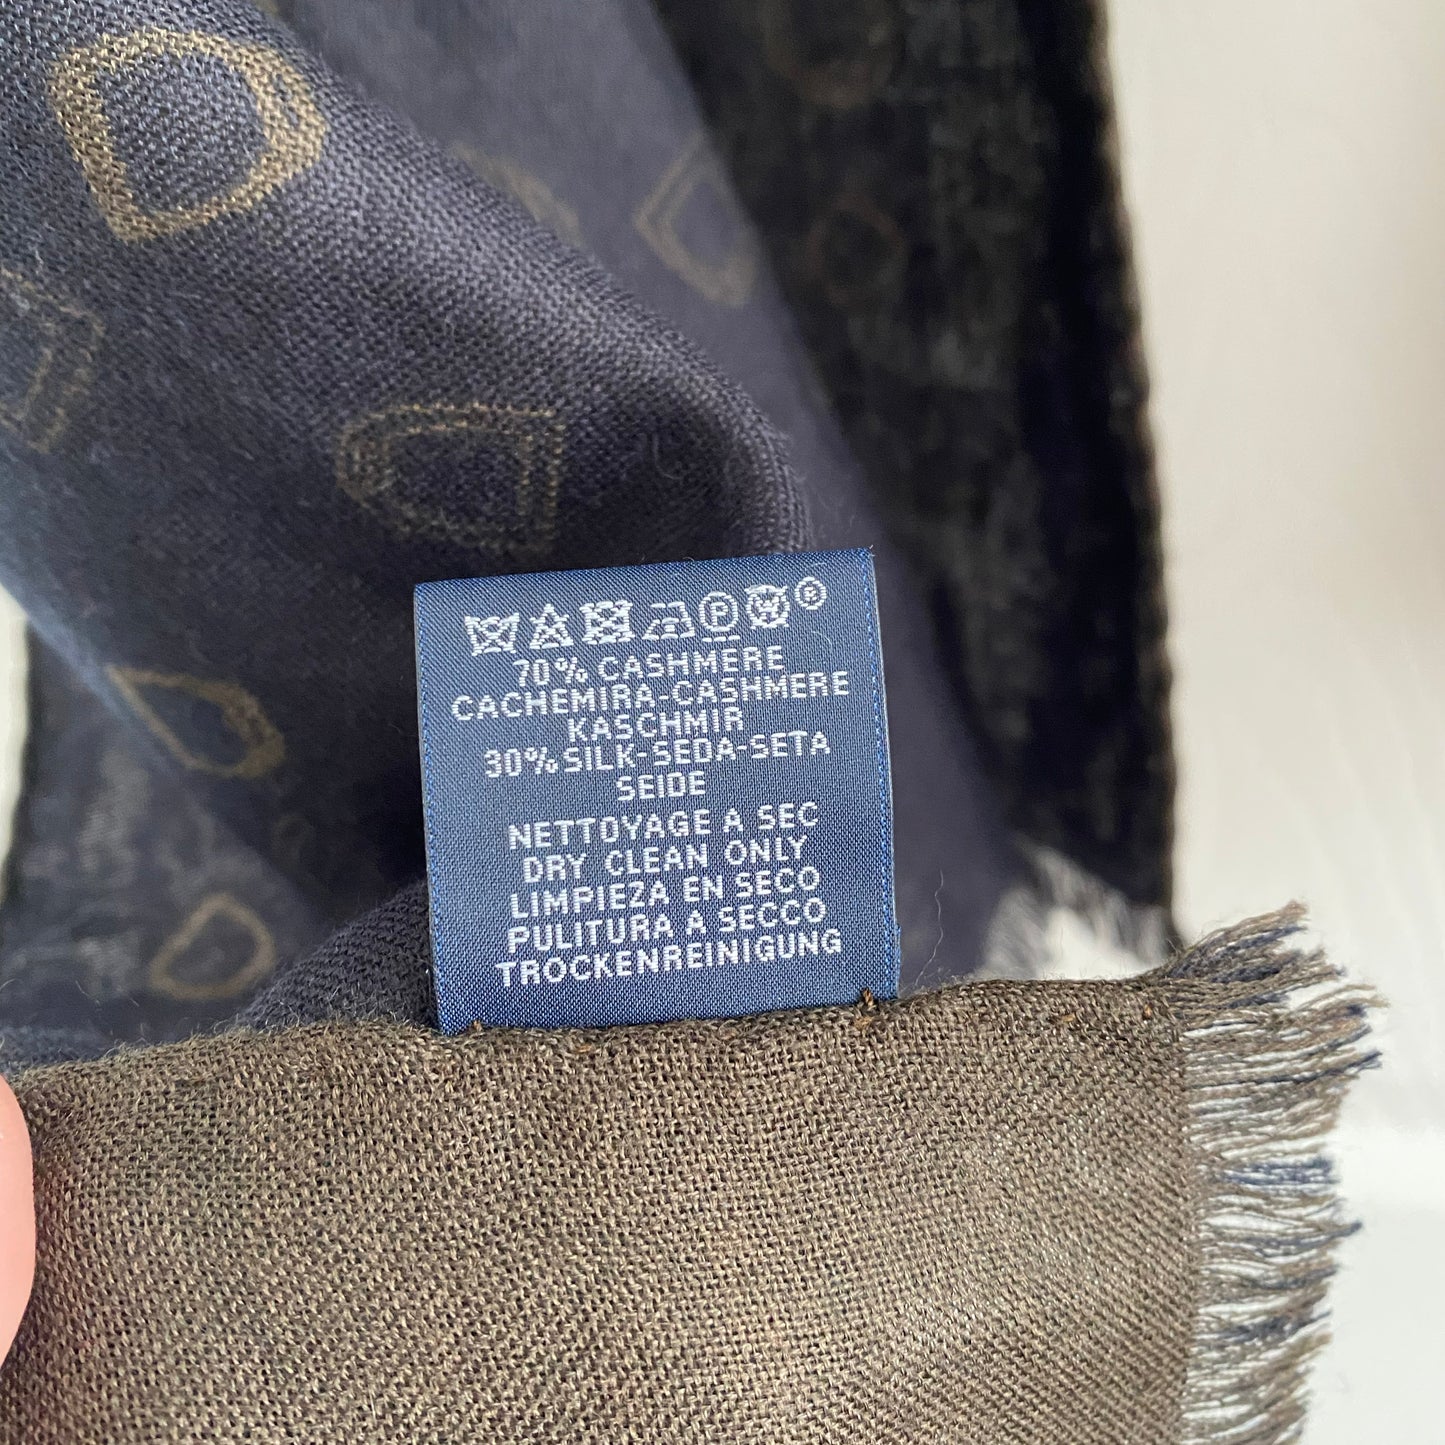 P W ®
70% CASHMERE
CACHEMIRA-CASHMERE
KASCHMIR
30% SILK-SEDA-SETA
SEIDE
NETTOYAGE A SEC
DRY CLEAN ONLY
LIMPIEZA EN SECO
PULITURA A SECCO
TROCKENREINIGUNG